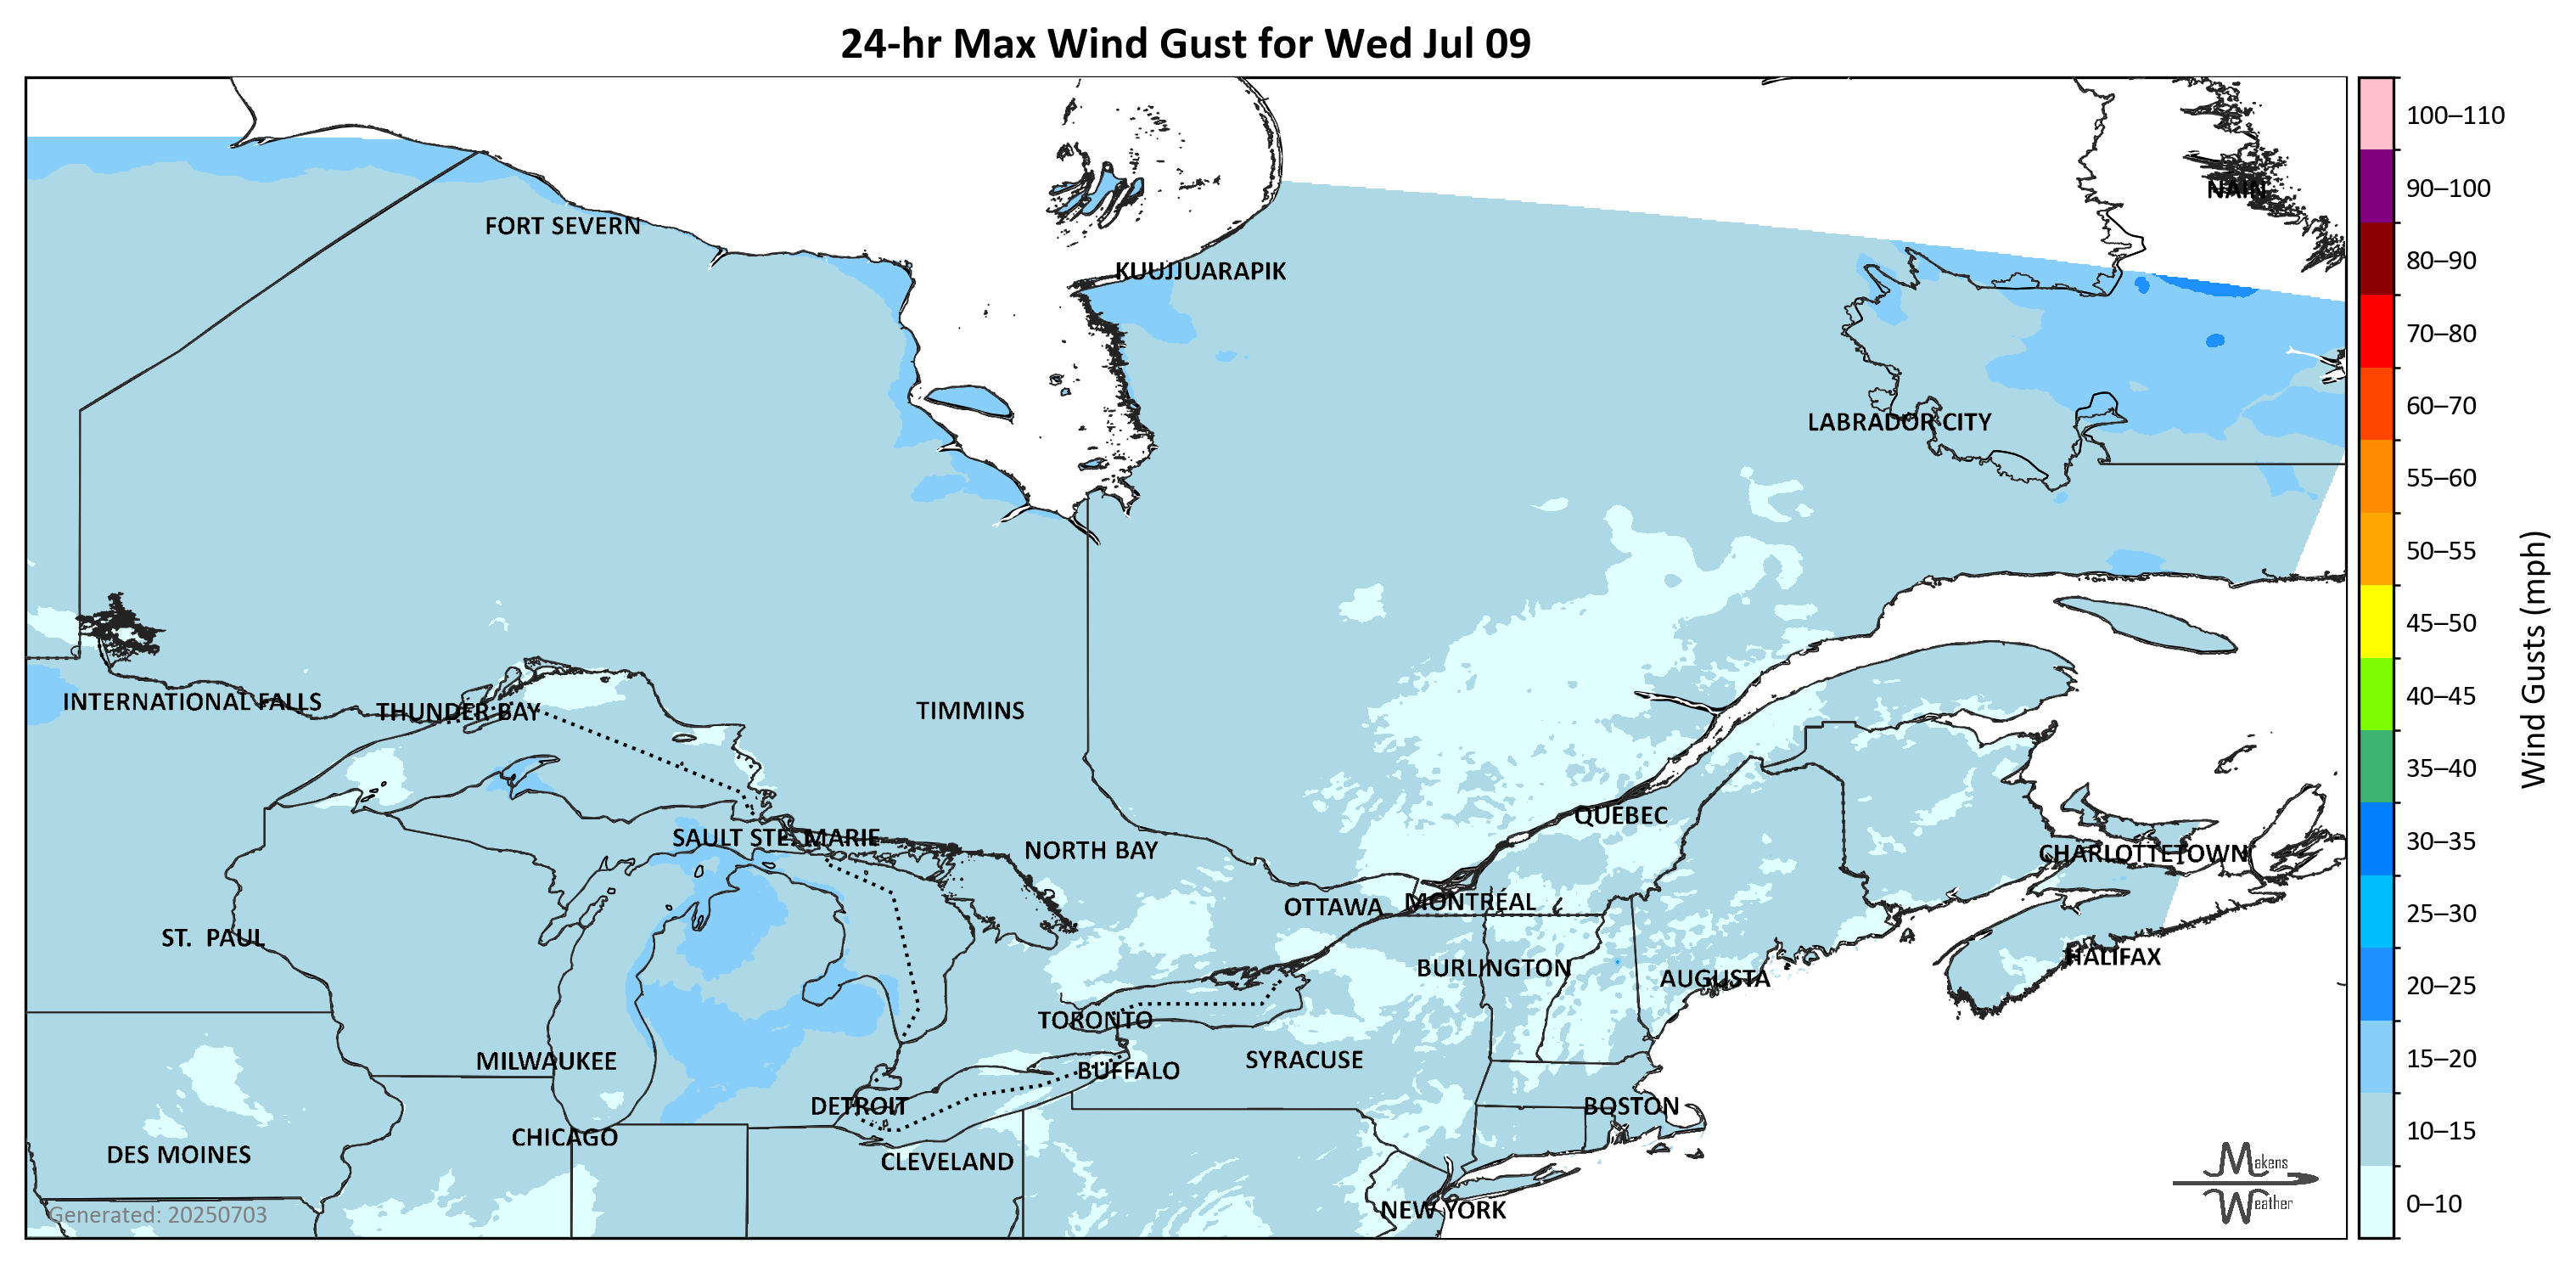 24-hr Max Wind Gust for Wed Jul 09
100–110
90–100
80–90
70–80
60–70
55–60
50–55
45–50
40–45
35–40
30–35
25–30
20–25
15–20
10–15
0–10
Wind Gusts (mph)
NAIN
FORT SEVERN
KUUJJUARAPIK
LABRADOR CITY
INTERNATIONAL FALLS
THUNDER BAY
TIMMINS
QUEBEC
SAULT STE. MARIE
NORTH BAY
CHARLOTTETOWN
OTTAWA
MONTRÉAL
ST. PAUL
HALIFAX
BURLINGTON
AUGUSTA
TORONTO
MILWAUKEE
SYRACUSE
BUFFALO
DETROIT
BOSTON
CHICAGO
DES MOINES
CLEVELAND
NEW YORK
Generated: 20250703
Makens
Weather